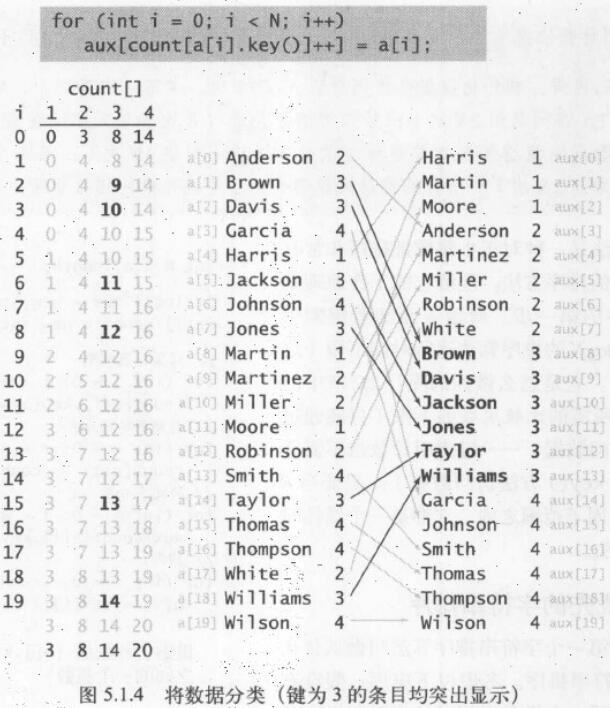 for (int i = 0; i < N; i++)
aux[count[a[i].key()]++] = a[i];
count[]
i 1 2 3 4
0 0 3 8 14
1 0 4 8 14 a[0] Anderson 2 Harris 1 aux[0]
2 0 4 9 14 a[1] Brown 3 Martin 1 aux[1]
3 0 4 10 14 a[2] Davis 3 Moore 1 aux[2]
4 0 4 10 15 a[3] Garcia 4 Anderson 2 aux[3]
5 1 4 10 15 a[4] Harris 1 Martinez 2 aux[4]
6 1 4 11 15 a[5] Jackson 3 Miller 2 aux[5]
7 1 4 11 16 a[6] Johnson 4 Robinson 2 aux[6]
8 1 4 12 16 a[7] Jones 3 White 2 aux[7]
9 2 4 12 16 a[8] Martin 1 Brown 3 aux[8]
10 2 5 12 16 a[9] Martinez 2 Davis 3 aux[9]
11 2 6 12 16 a[10] Miller 2 Jackson 3 aux[10]
12 3 6 12 16 a[11] Moore 1 Jones 3 aux[11]
13 3 7 12 16 a[12] Robinson 2 Taylor 3 aux[12]
14 3 7 12 17 a[13] Smith 4 Williams 3 aux[13]
15 3 7 13 17 a[14] Taylor 3 Garcia 4 aux[14]
16 3 7 13 18 a[15] Thomas 4 Johnson 4 aux[15]
17 3 7 13 19 a[16] Thompson 4 Smith 4
18 3 8 13 19 a[17] White 2 Thomas 4 aux[17]
19 3 8 14 19 a[18] Williams 3 Thompson 4 aux[18]
3 8 14 20 a[19] Wilson 4 Wilson 4 aux[19]
3 8 14 20
图 5.1.4 将数据分类（键为 3 的条目均突出显示）